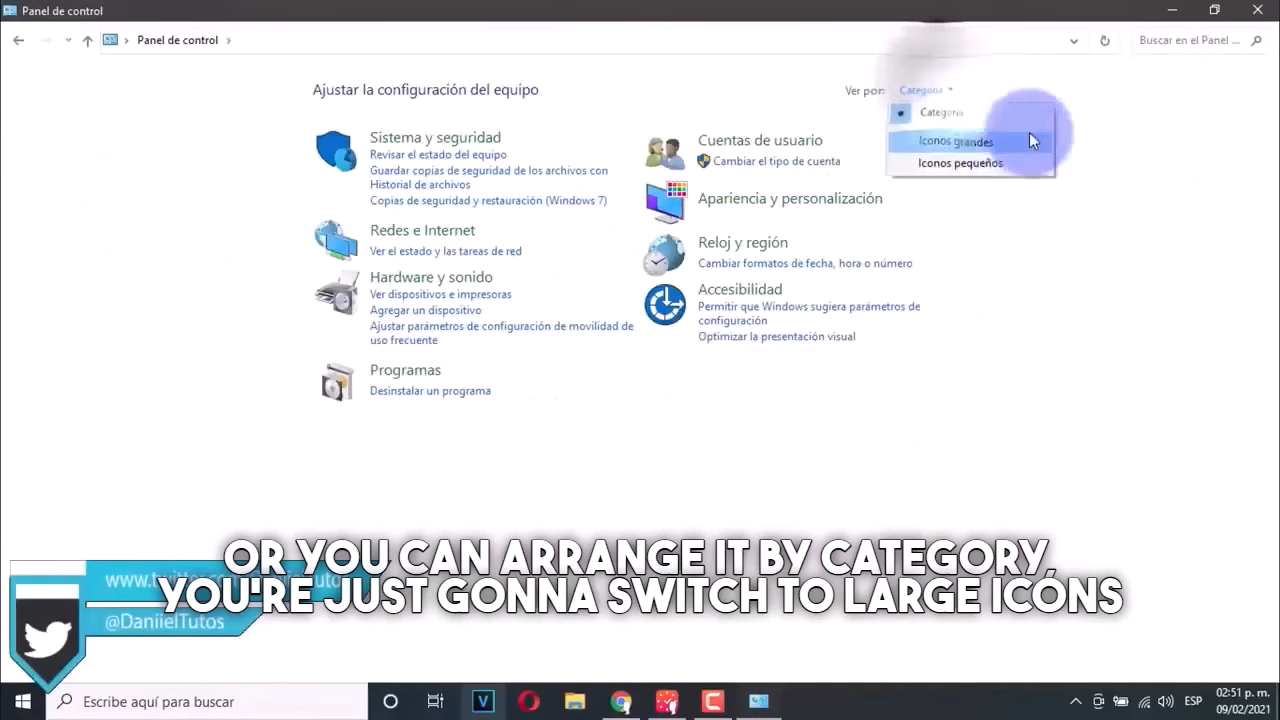 Panel de control
Panel de control
Buscar en el Panel ...
Ajustar la configuración del equipo
Ver por:
Categoría
Categoría
Iconos grandes
Iconos pequeños
Sistema y seguridad
Revisar el estado del equipo
Guardar copias de seguridad de los archivos con
Historial de archivos
Copias de seguridad y restauración (Windows 7)
Redes e Internet
Ver el estado y las tareas de red
Hardware y sonido
Ver dispositivos e impresoras
Agregar un dispositivo
Ajustar parámetros de configuración de movilidad de
uso frecuente
Programas
Desinstalar un programa
Cuentas de usuario
Cambiar el tipo de cuenta
Apariencia y personalización
Reloj y región
Cambiar formatos de fecha, hora o número
Accesibilidad
Permitir que Windows sugiera parámetros de
configuración
Optimizar la presentación visual
OR YOU CAN ARRANGE IT BY CATEGORY,
YOU'RE JUST GONNA SWITCH TO LARGE ICONS
@DaniielTutos
Escribe aquí para buscar
ESP
02:51 p. m.
09/02/2021